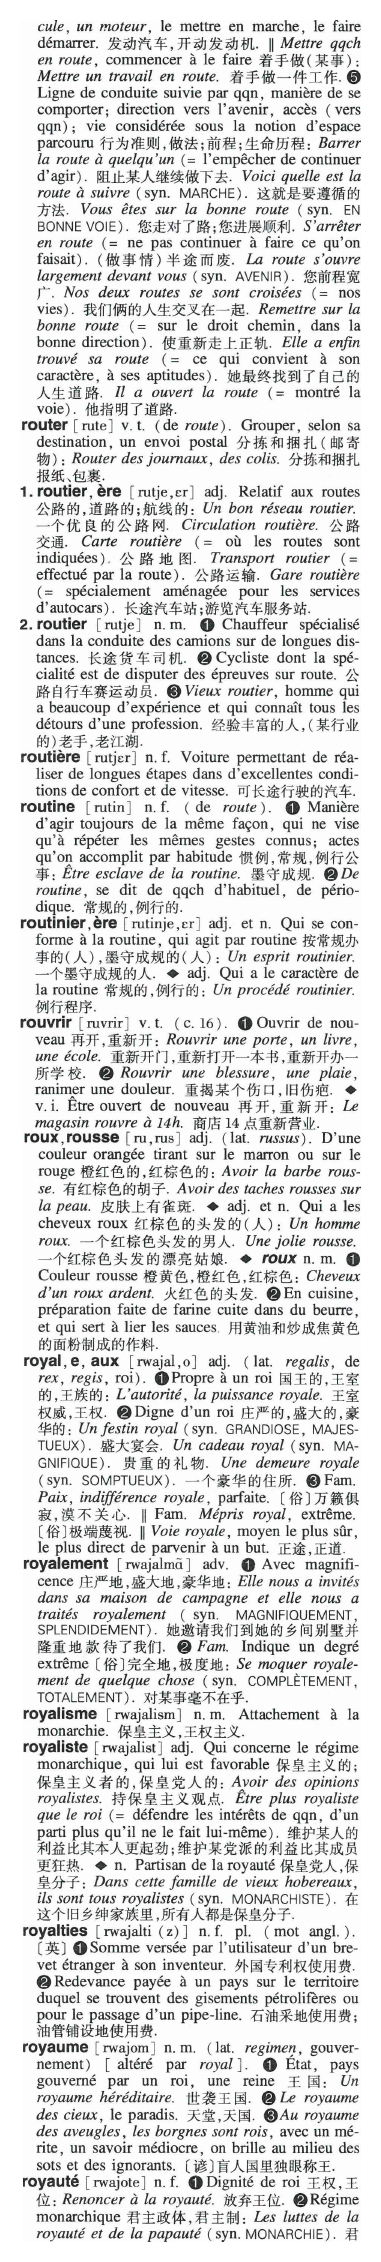 cule, un moteur, le mettre en marche, le faire
démarrer. 发动汽车,开动发动机. ‖ Mettre qqch
en route, commencer à le faire 着手做(某事):
Mettre un travail en route. 着手做一件工作. ❺
Ligne de conduite suivie par qqn, manière de se
comporter; direction vers l'avenir, accès (vers
qqn); vie considérée sous la notion d'espace
parcouru 行为准则,做法;前程;生命历程: Barrer
la route à quelqu'un (= l'empêcher de continuer
d'agir). 阻止某人继续做下去. Voici quelle est la
route à suivre (syn. MARCHE). 这就是要遵循的
方法. Vous êtes sur la bonne route (syn. EN
BONNE VOIE). 您走对了路;您进展顺利. S'arrêter
en route (= ne pas continuer à faire ce qu'on
faisait). (做事情)半途而废. La route s'ouvre
largement devant vous (syn. AVENIR). 您前程宽
广. Nos deux routes se sont croisées (= nos
vies). 我们俩的人生交叉在一起. Remettre sur la
bonne route (= sur le droit chemin, dans la
bonne direction). 使重新走上正轨. Elle a enfin
trouvé sa route (= ce qui convient à son
caractère, à ses aptitudes). 她最终找到了自己的
人生道路. Il a ouvert la route (= montré la
voie). 他指明了道路.
router [rute] v. t. (de route). Grouper, selon sa
destination, un envoi postal 分拣和捆扎(邮寄
物): Router des journaux, des colis. 分拣和捆扎
报纸、包裹.
1. routier, ère [rutje,ɛr] adj. Relatif aux routes
公路的,道路的;航线的: Un bon réseau routier.
一个优良的公路网. Circulation routière. 公路
交通. Carte routière (= où les routes sont
indiquées). 公路地图. Transport routier (=
effectué par la route). 公路运输. Gare routière
(= spécialement aménagée pour les services
d'autocars). 长途汽车站;游览汽车服务站.
2. routier [rutje] n. m. ❶ Chauffeur spécialisé
dans la conduite des camions sur de longues dis-
tances. 长途货车司机. ❷ Cycliste dont la spé-
cialité est de disputer des épreuves sur route. 公
路自行车赛运动员. ❸ Vieux routier, homme qui
a beaucoup d'expérience et qui connaît tous les
détours d'une profession. 经验丰富的人,(某行业
的)老手,老江湖.
routière [rutjɛr] n. f. Voiture permettant de réa-
liser de longues étapes dans d'excellentes condi-
tions de confort et de vitesse. 可长途行驶的汽车.
routine [rutin] n. f. (de route). ❶ Manière
d'agir toujours de la même façon, qui ne vise
qu'à répéter les mêmes gestes connus; actes
qu'on accomplit par habitude 惯例,常规,例行公
事: Être esclave de la routine. 墨守成规. ❷ De
routine, se dit de qqch d'habituel, de pério-
dique. 常规的,例行的.
routinier, ère [rutinje,ɛr] adj. et n. Qui se con-
forme à la routine, qui agit par routine 按常规办
事的(人),墨守成规的(人): Un esprit routinier.
一个墨守成规的人. ◆ adj. Qui a le caractère de
la routine 常规的,例行的: Un procédé routinier.
例行程序.
rouvrir [ruvrir] v. t. (c. 16). ❶ Ouvrir de nou-
veau 再开,重新开: Rouvrir une porte, un livre,
une école. 重新开门,重新打开一本书,重新开办一
所学校. ❷ Rouvrir une blessure, une plaie,
ranimer une douleur. 重揭某个伤口,旧伤疤. ◆
v. i. Être ouvert de nouveau 再开,重新开: Le
magasin rouvre à 14h. 商店 14 点重新营业.
roux, rousse [ru,rus] adj. (lat. russus). D'une
couleur orangée tirant sur le marron ou sur le
rouge 橙红色的,红棕色的: Avoir la barbe rous-
se. 有红棕色的胡子. Avoir des taches rousses sur
la peau. 皮肤上有雀斑. ◆ adj. et n. Qui a les
cheveux roux 红棕色的头发的(人): Un homme
roux. 一个红棕色头发的男人. Une jolie rousse.
一个红棕色头发的漂亮姑娘. ◆ roux n. m. ❶
Couleur rousse 橙黄色,橙红色,红棕色: Cheveux
d'un roux ardent. 火红色的头发. ❷ En cuisine,
préparation faite de farine cuite dans du beurre,
et qui sert à lier les sauces. 用黄油和炒成焦黄色
的面粉制成的作料.
royal, e, aux [rwajal,o] adj. (lat. regalis, de
rex, regis, roi). ❶ Propre à un roi 国王的,王室
的,王族的: L'autorité, la puissance royale. 王室
权威,王权. ❷ Digne d'un roi 庄严的,盛大的,豪
华的: Un festin royal (syn. GRANDIOSE, MAJES-
TUEUX). 盛大宴会. Un cadeau royal (syn. MA-
GNIFIQUE). 贵重的礼物. Une demeure royale
(syn. SOMPTUEUX). 一个豪华的住所. ❸ Fam.
Paix, indifférence royale, parfaite. [俗]万籁俱
寂,漠不关心. ‖ Fam. Mépris royal, extrême.
[俗]极端蔑视. ‖ Voie royale, moyen le plus sûr,
le plus direct de parvenir à un but. 正途,正道.
royalement [rwajalmɑ̃] adv. ❶ Avec magnifi-
cence 庄严地,盛大地,豪华地: Elle nous a invités
dans sa maison de campagne et elle nous a
traités royalement (syn. MAGNIFIQUEMENT,
SPLENDIDEMENT). 她邀请我们到她的乡间别墅并
隆重地款待了我们. ❷ Fam. Indique un degré
extrême [俗]完全地,极度地: Se moquer royale-
ment de quelque chose (syn. COMPLÈTEMENT,
TOTALEMENT). 对某事毫不在乎.
royalisme [rwajalism] n. m. Attachement à la
monarchie. 保皇主义,王权主义.
royaliste [rwajalist] adj. Qui concerne le régime
monarchique, qui lui est favorable 保皇主义的;
保皇主义者的,保皇党人的: Avoir des opinions
royalistes. 持保皇主义观点. Être plus royaliste
que le roi (= défendre les intérêts de qqn, d'un
parti plus qu'il ne le fait lui-même). 维护某人的
利益比其本人更起劲;维护某党派的利益比其成员
更狂热. ◆ n. Partisan de la royauté 保皇党人,保
皇分子: Dans cette famille de vieux hobereaux,
ils sont tous royalistes (syn. MONARCHISTE). 在
这个旧乡绅家族里,所有人都是保皇分子.
royalties [rwajalti(z)] n. f. pl. (mot angl.).
[英] ❶ Somme versée par l'utilisateur d'un bre-
vet étranger à son inventeur. 外国专利权使用费.
❷ Redevance payée à un pays sur le territoire
duquel se trouvent des gisements pétrolifères ou
pour le passage d'un pipe-line. 石油采地使用费;
油管铺设地使用费.
royaume [rwajom] n. m. (lat. regimen, gouver-
nement) [altéré par royal]. ❶ État, pays
gouverné par un roi, une reine 王国: Un
royaume héréditaire. 世袭王国. ❷ Le royaume
des cieux, le paradis. 天堂,天国. ❸ Au royaume
des aveugles, les borgnes sont rois, avec un mé-
rite, un savoir médiocre, on brille au milieu des
sots et des ignorants. [谚]盲人国里独眼称王.
royauté [rwajote] n. f. ❶ Dignité de roi 王权,王
位: Renoncer à la royauté. 放弃王位. ❷ Régime
monarchique 君主政体,君主制: Les luttes de la
royauté et de la papauté (syn. MONARCHIE). 君